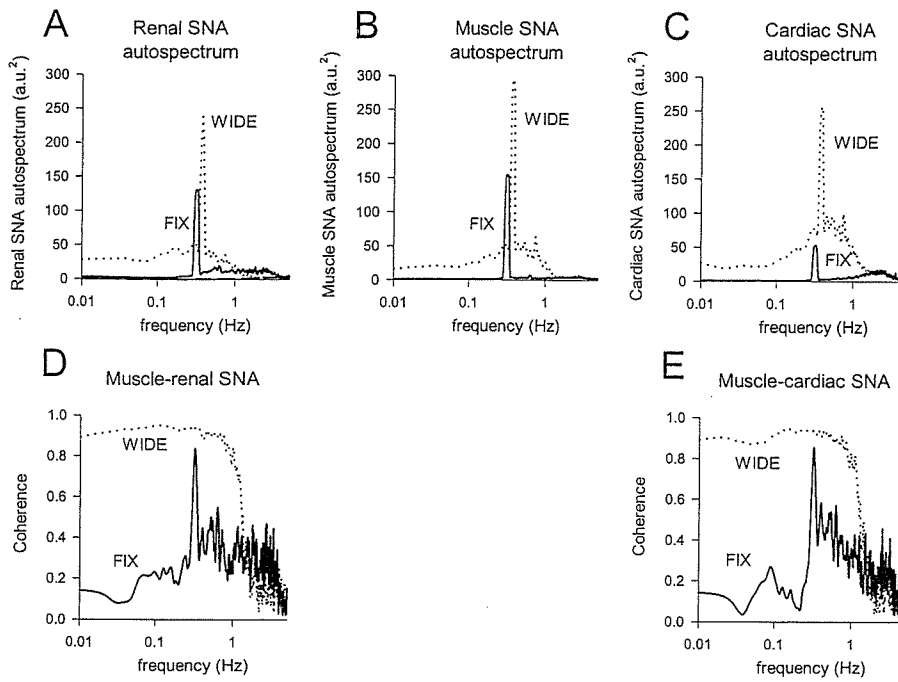 A
Renal SNA
autospectrum
B
Muscle SNA
autospectrum
C
Cardiac SNA
autospectrum
Renal SNA autospectrum (a.u.²)
300
250
200
150
100
50
0
WIDE
FIX
0.01
0.1
1
frequency (Hz)
Muscle SNA autospectrum (a.u.²)
300
250
200
150
100
50
0
WIDE
FIX
0.01
0.1
1
frequency (Hz)
Cardiac SNA autospectrum (a.u.²)
300
250
200
150
100
50
0
WIDE
FIX
0.01
0.1
1
frequency (Hz)
D
Muscle-renal SNA
Coherence
1.0
0.8
0.6
0.4
0.2
0.0
WIDE
FIX
0.01
0.1
1
frequency (Hz)
E
Muscle-cardiac SNA
Coherence
1.0
0.8
0.6
0.4
0.2
0.0
WIDE
FIX
0.01
0.1
1
frequency (Hz)